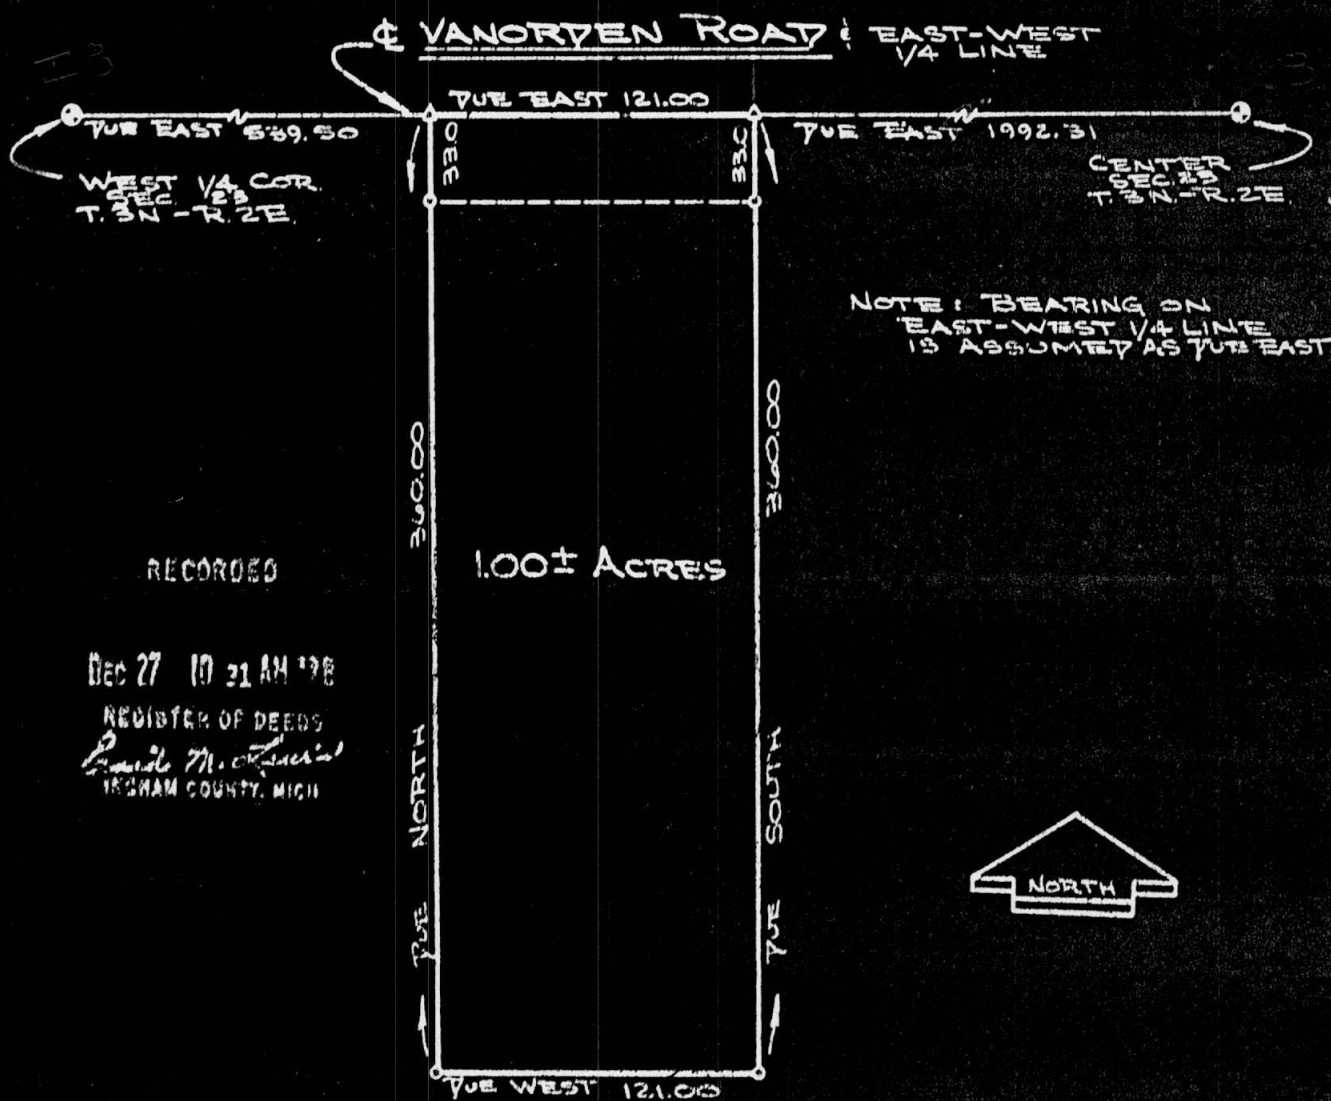 ℄ VANORDEN ROAD & EAST-WEST
1/4 LINE
DUE EAST 121.00
DUE EAST 539.50
DUE EAST 1992.31
33.0
33.0
WEST 1/4 COR.
SEC. 23
T. 3N - R. 2E.
CENTER
SEC 23
T. 3N. - R. 2E.
NOTE: BEARING ON
EAST-WEST 1/4 LINE
IS ASSUMED AS DUE EAST
360.00
360.00
1.00± ACRES
RECORDED
DEC 27 10 21 AM '78
REGISTER OF DEEDS
INGHAM COUNTY, MICH
DUE NORTH
DUE SOUTH
NORTH
DUE WEST 121.00